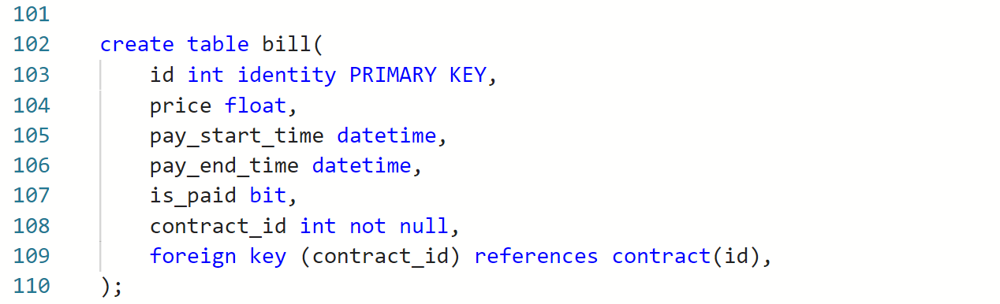 101
102 create table bill(
103 id int identity PRIMARY KEY,
104 price float,
105 pay_start_time datetime,
106 pay_end_time datetime,
107 is_paid bit,
108 contract_id int not null,
109 foreign key (contract_id) references contract(id),
110 );